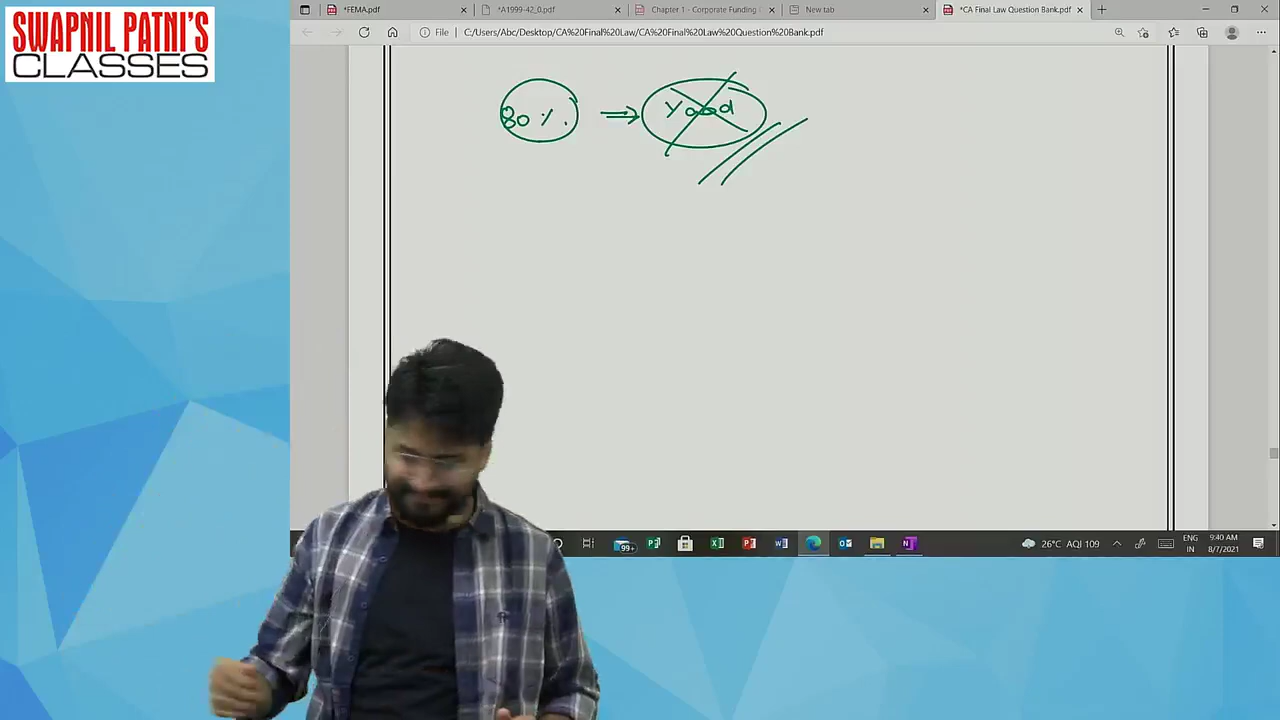 SWAPNIL PATNI'S
CLASSES
*FEMA.pdf
*A1999-42_0.pdf
Chapter 1 - Corporate Funding
New tab
*CA Final Law Question Bank.pdf
File
C:/Users/Abc/Desktop/CA%20Final%20Law/CA%20Final%20Law%20Question%20Bank.pdf
80 %. ⇒ Yaad
99+
26°C AQI 109
ENG
IN
9:40 AM
8/7/2021